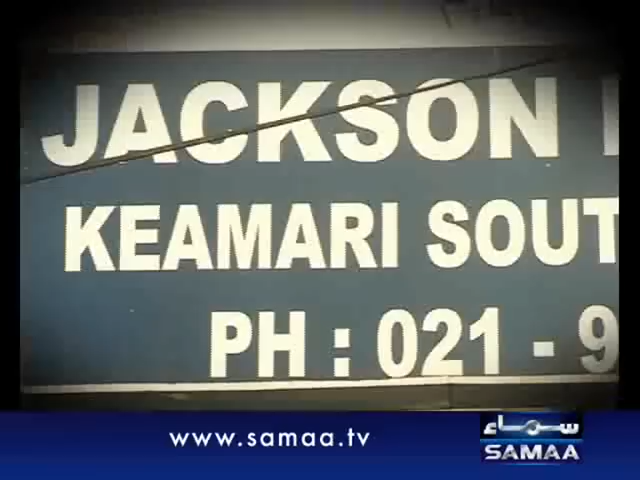 JACKSON
KEAMARI SOUT
PH : 021 - 9
www.samaa.tv
سماء
SAMAA